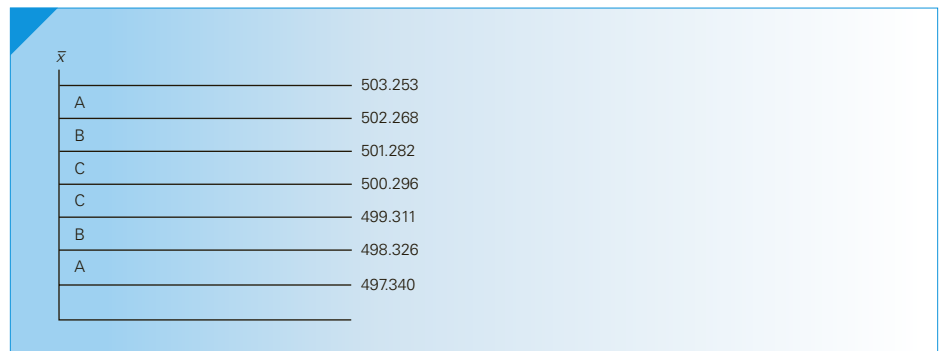 x̄
503.253
A
502.268
B
501.282
C
500.296
C
499.311
B
498.326
A
497.340